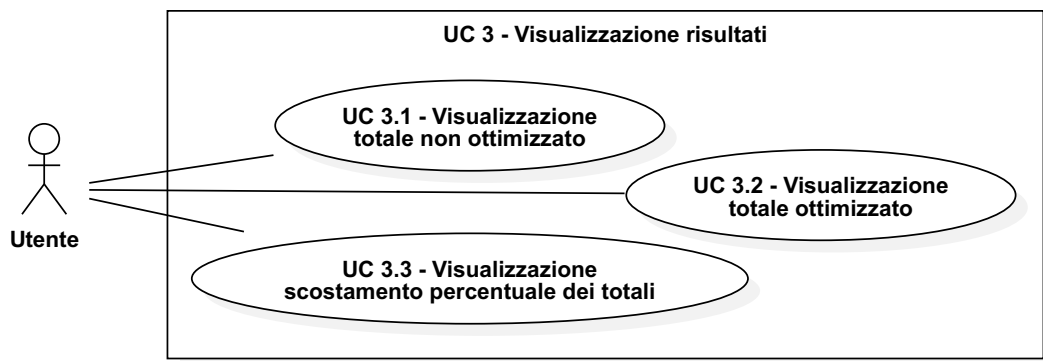 UC 3 - Visualizzazione risultati
UC 3.1 - Visualizzazione
totale non ottimizzato
UC 3.2 - Visualizzazione
totale ottimizzato
Utente
UC 3.3 - Visualizzazione
scostamento percentuale dei totali